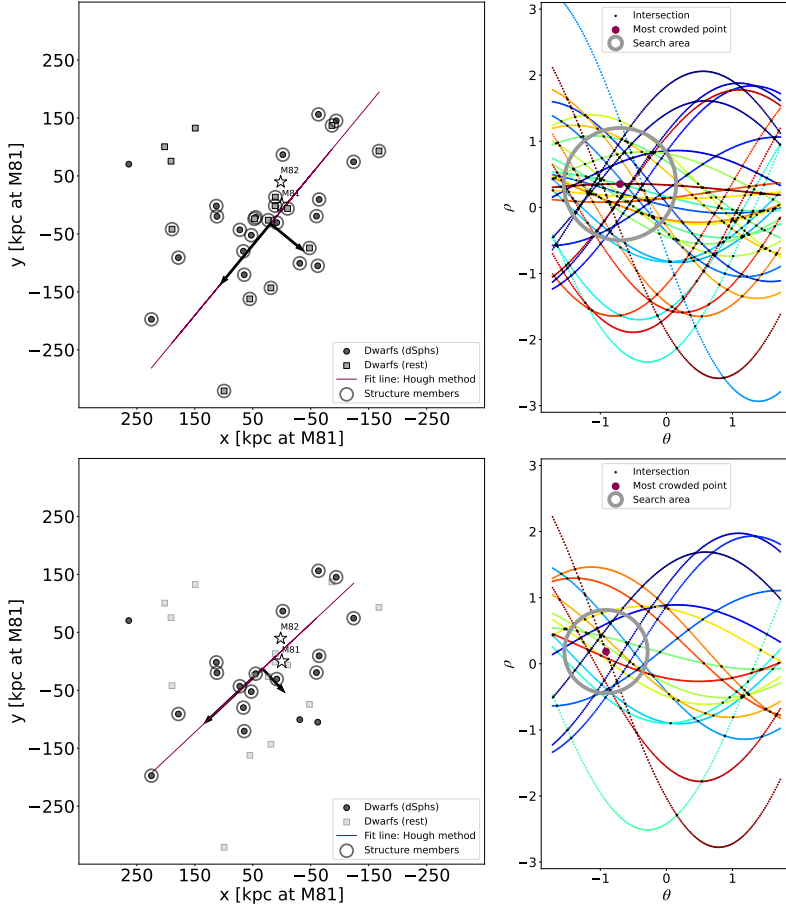 250
150
50
−50
−150
−250
y [kpc at M81]
M82
M81
Dwarfs (dSphs)
Dwarfs (rest)
Fit line: Hough method
Structure members
250 150 50 −50 −150 −250
x [kpc at M81]
3
2
1
0
−1
−2
−3
ρ
Intersection
Most crowded point
Search area
−1 0 1
θ
250
150
50
−50
−150
−250
y [kpc at M81]
M82
M81
Dwarfs (dSphs)
Dwarfs (rest)
Fit line: Hough method
Structure members
250 150 50 −50 −150 −250
x [kpc at M81]
3
2
1
0
−1
−2
−3
ρ
Intersection
Most crowded point
Search area
−1 0 1
θ